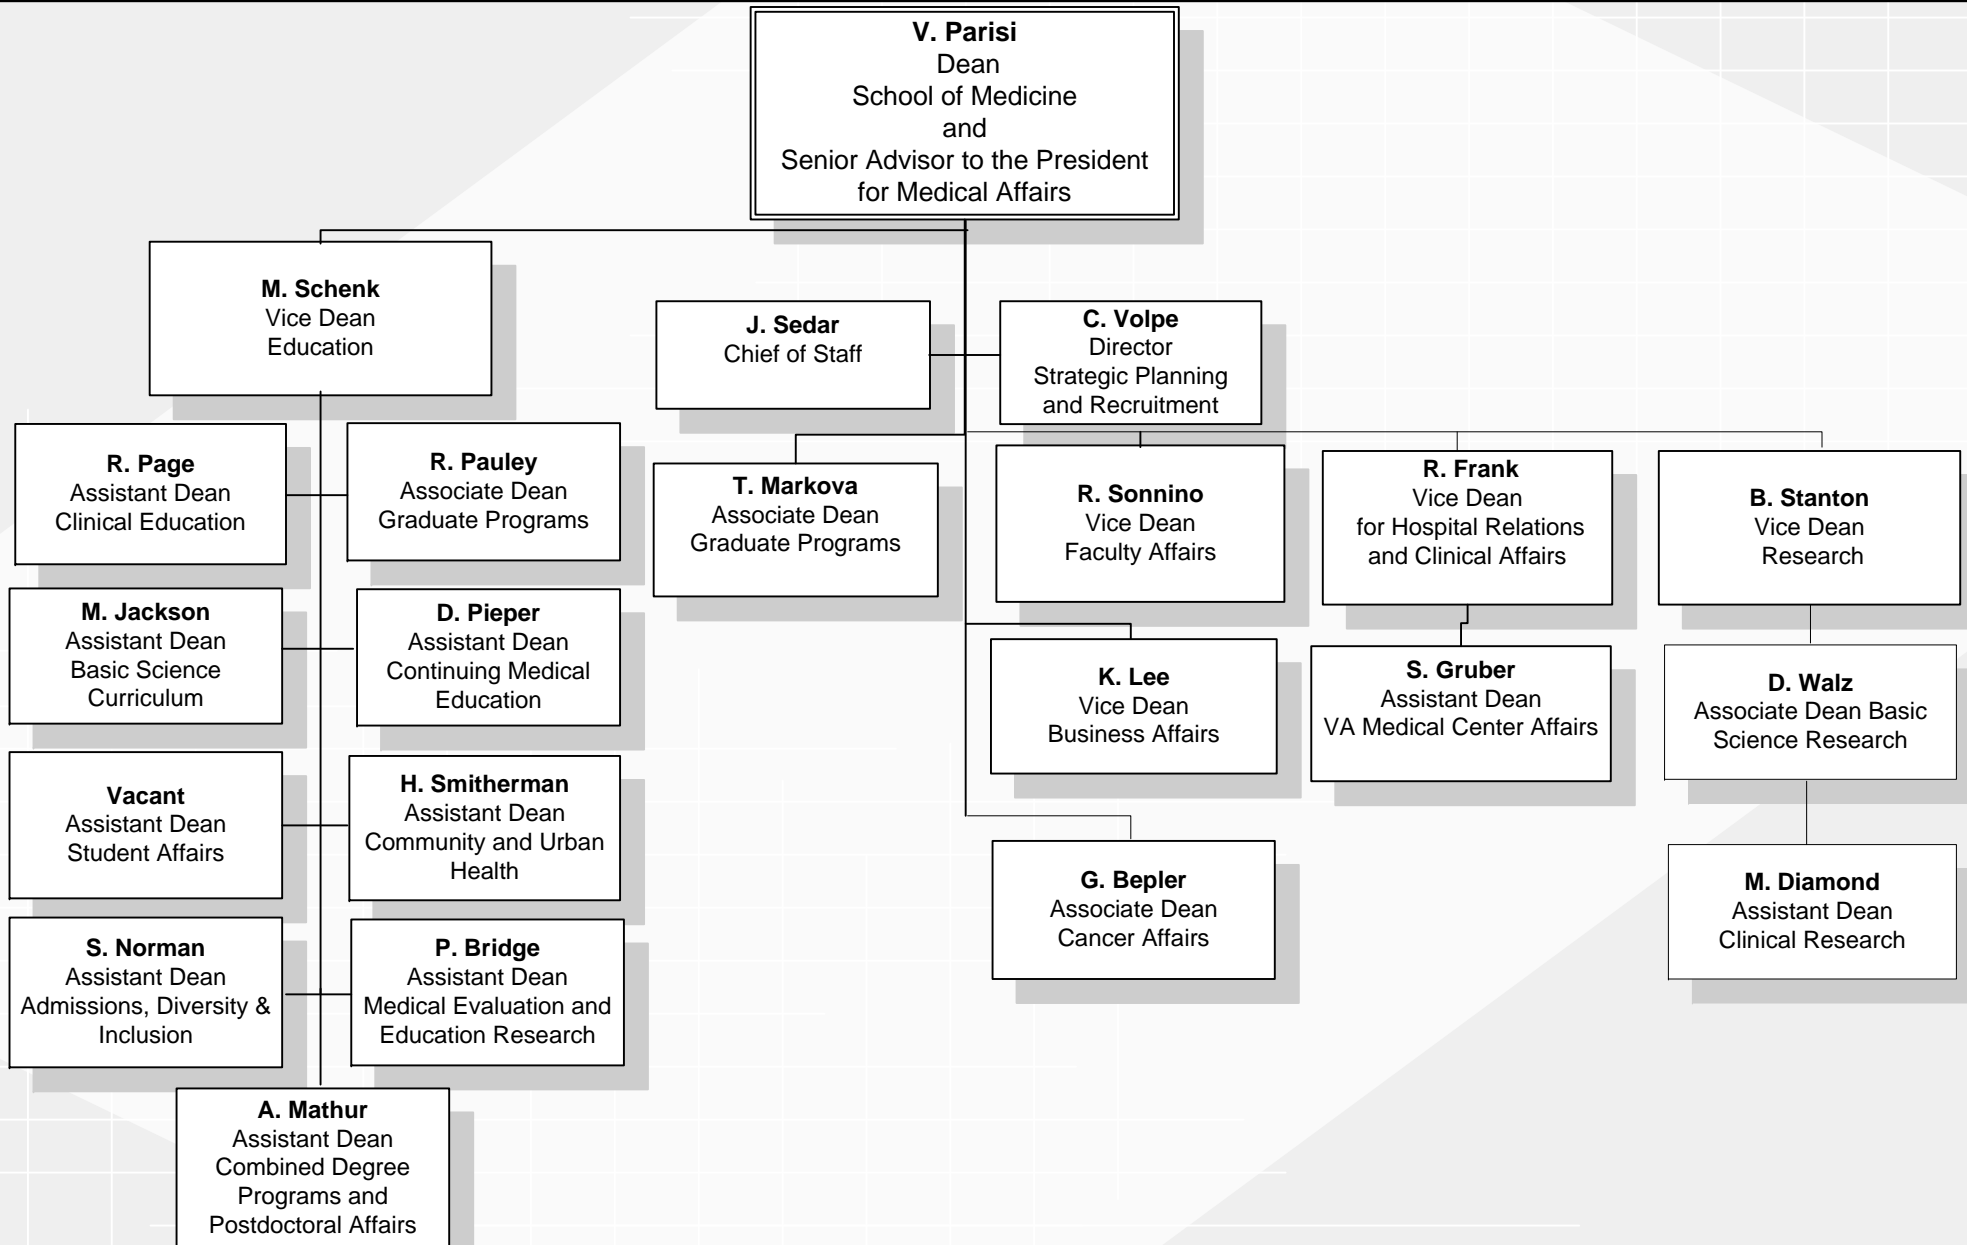 V. Parisi
Dean
School of Medicine
and
Senior Advisor to the President
for Medical Affairs
M. Schenk
Vice Dean
Education
J. Sedar
Chief of Staff
C. Volpe
Director
Strategic Planning
and Recruitment
R. Page
Assistant Dean
Clinical Education
R. Pauley
Associate Dean
Graduate Programs
T. Markova
Associate Dean
Graduate Programs
R. Sonnino
Vice Dean
Faculty Affairs
R. Frank
Vice Dean
for Hospital Relations
and Clinical Affairs
B. Stanton
Vice Dean
Research
M. Jackson
Assistant Dean
Basic Science
Curriculum
D. Pieper
Assistant Dean
Continuing Medical
Education
K. Lee
Vice Dean
Business Affairs
S. Gruber
Assistant Dean
VA Medical Center Affairs
D. Walz
Associate Dean Basic
Science Research
Vacant
Assistant Dean
Student Affairs
H. Smitherman
Assistant Dean
Community and Urban
Health
G. Bepler
Associate Dean
Cancer Affairs
M. Diamond
Assistant Dean
Clinical Research
S. Norman
Assistant Dean
Admissions, Diversity &
Inclusion
P. Bridge
Assistant Dean
Medical Evaluation and
Education Research
A. Mathur
Assistant Dean
Combined Degree
Programs and
Postdoctoral Affairs